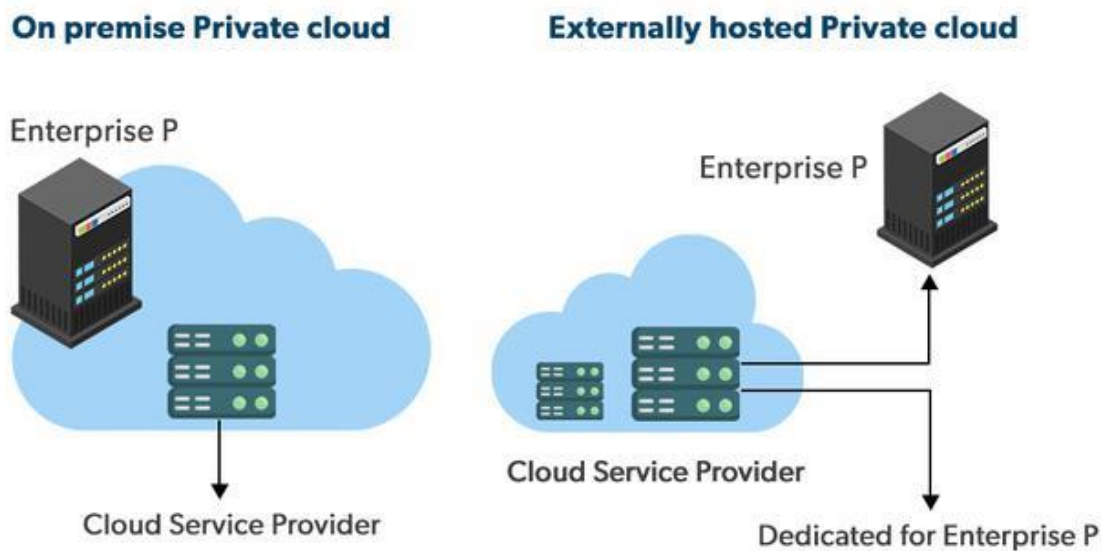 On premise Private cloud
Externally hosted Private cloud
Enterprise P
Enterprise P
Cloud Service Provider
Cloud Service Provider
Dedicated for Enterprise P